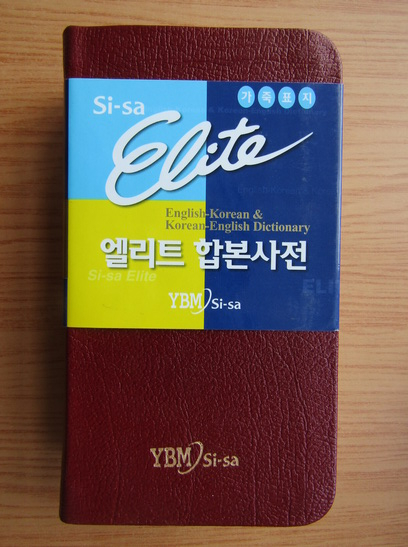 Si-sa
가죽표지
Elite
English-Korean &
Korean-English Dictionary
엘리트 합본사전
Si-sa Elite
YBM Si-sa
YBM Si-sa